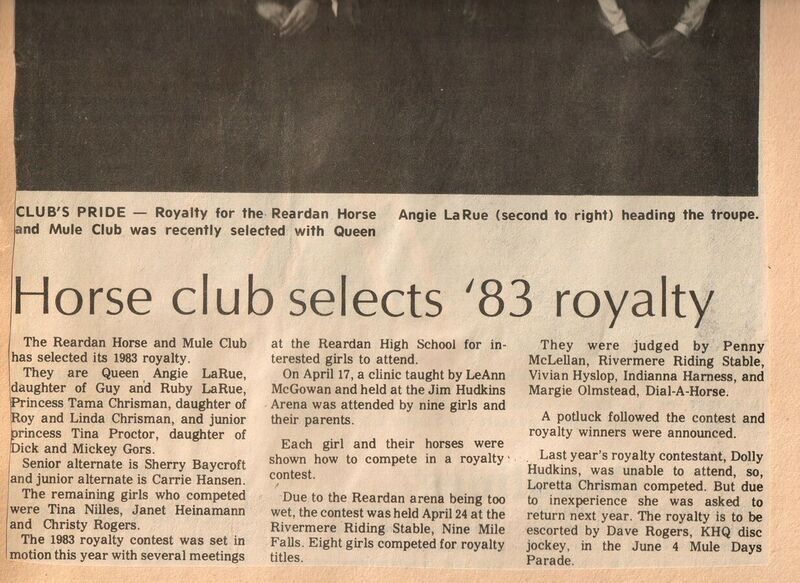 CLUB'S PRIDE — Royalty for the Reardan Horse
and Mule Club was recently selected with Queen
Angie LaRue (second to right) heading the troupe.
Horse club selects '83 royalty
The Reardan Horse and Mule Club
has selected its 1983 royalty.
They are Queen Angie LaRue,
daughter of Guy and Ruby LaRue,
Princess Tama Chrisman, daughter of
Roy and Linda Chrisman, and junior
princess Tina Proctor, daughter of
Dick and Mickey Gors.
Senior alternate is Sherry Baycroft
and junior alternate is Carrie Hansen.
The remaining girls who competed
were Tina Nilles, Janet Heinamann
and Christy Rogers.
The 1983 royalty contest was set in
motion this year with several meetings
at the Reardan High School for in-
terested girls to attend.
On April 17, a clinic taught by LeAnn
McGowan and held at the Jim Hudkins
Arena was attended by nine girls and
their parents.
Each girl and their horses were
shown how to compete in a royalty
contest.
Due to the Reardan arena being too
wet, the contest was held April 24 at the
Rivermere Riding Stable, Nine Mile
Falls. Eight girls competed for royalty
titles.
They were judged by Penny
McLellan, Rivermere Riding Stable,
Vivian Hyslop, Indianna Harness, and
Margie Olmstead, Dial-A-Horse.
A potluck followed the contest and
royalty winners were announced.
Last year's royalty contestant, Dolly
Hudkins, was unable to attend, so,
Loretta Chrisman competed. But due
to inexperience she was asked to
return next year. The royalty is to be
escorted by Dave Rogers, KHQ disc
jockey, in the June 4 Mule Days
Parade.